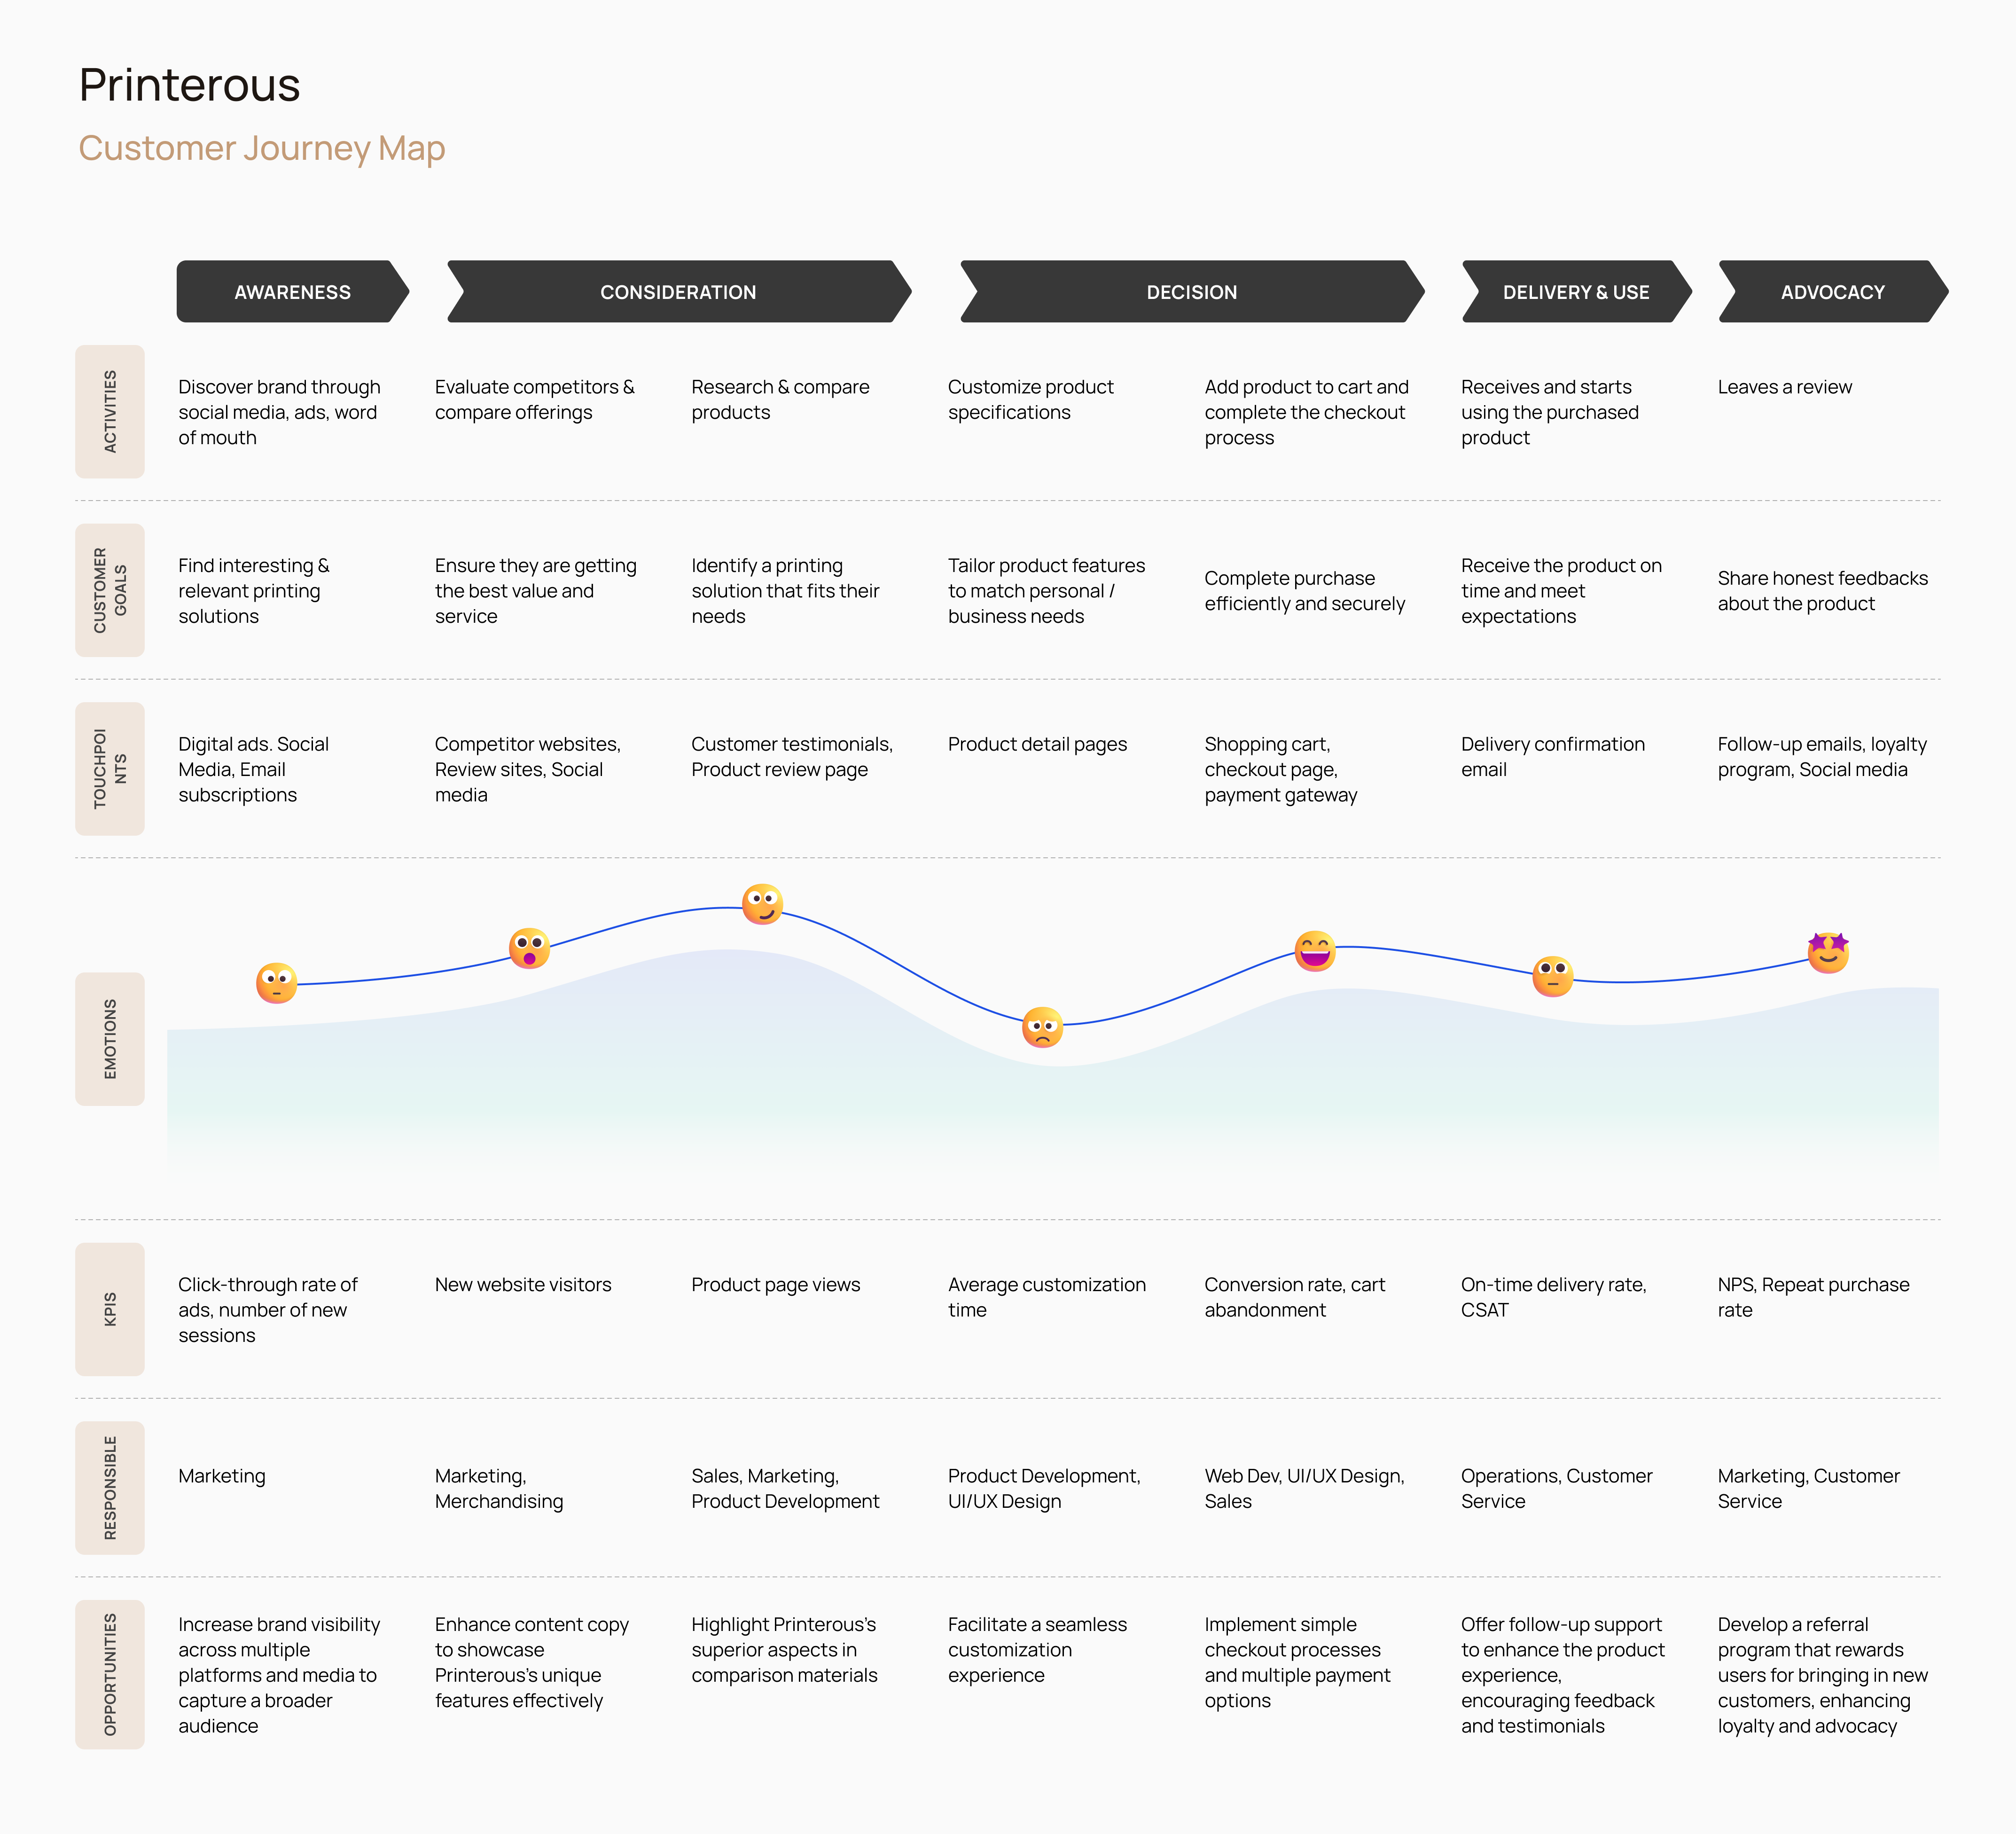 Printerous
Customer Journey Map
AWARENESS
CONSIDERATION
DECISION
DELIVERY & USE
ADVOCACY
ACTIVITIES
Discover brand through
social media, ads, word
of mouth
Evaluate competitors &
compare offerings
Research & compare
products
Customize product
specifications
Add product to cart and
complete the checkout
process
Receives and starts
using the purchased
product
Leaves a review
CUSTOMER
GOALS
Find interesting &
relevant printing
solutions
Ensure they are getting
the best value and
service
Identify a printing
solution that fits their
needs
Tailor product features
to match personal /
business needs
Complete purchase
efficiently and securely
Receive the product on
time and meet
expectations
Share honest feedbacks
about the product
TOUCHPOI
NTS
Digital ads. Social
Media, Email
subscriptions
Competitor websites,
Review sites, Social
media
Customer testimonials,
Product review page
Product detail pages
Shopping cart,
checkout page,
payment gateway
Delivery confirmation
email
Follow-up emails, loyalty
program, Social media
EMOTIONS
KPIS
Click-through rate of
ads, number of new
sessions
New website visitors
Product page views
Average customization
time
Conversion rate, cart
abandonment
On-time delivery rate,
CSAT
NPS, Repeat purchase
rate
RESPONSIBLE
Marketing
Marketing,
Merchandising
Sales, Marketing,
Product Development
Product Development,
UI/UX Design
Web Dev, UI/UX Design,
Sales
Operations, Customer
Service
Marketing, Customer
Service
OPPORTUNITIES
Increase brand visibility
across multiple
platforms and media to
capture a broader
audience
Enhance content copy
to showcase
Printerous's unique
features effectively
Highlight Printerous's
superior aspects in
comparison materials
Facilitate a seamless
customization
experience
Implement simple
checkout processes
and multiple payment
options
Offer follow-up support
to enhance the product
experience,
encouraging feedback
and testimonials
Develop a referral
program that rewards
users for bringing in new
customers, enhancing
loyalty and advocacy